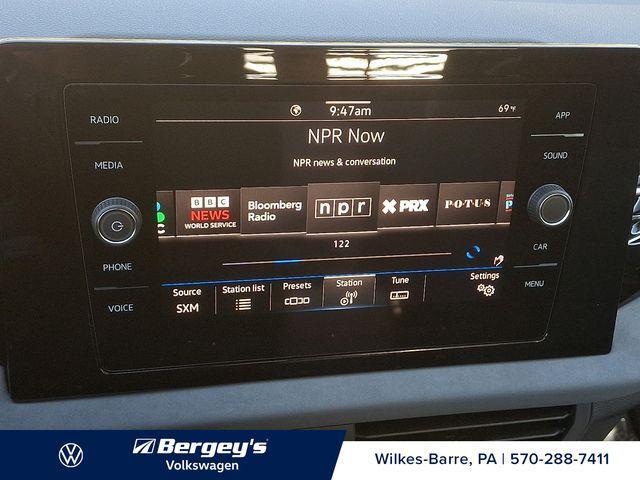 RADIO
MEDIA
PHONE
VOICE
9:47am
69°F
NPR Now
NPR news & conversation
BBC
NEWS
WORLD SERVICE
Bloomberg
Radio
npr
PRX
POTUS
122
Source
SXM
Station list
Presets
Station
Tune
Settings
APP
SOUND
CAR
MENU
Bergey's
Volkswagen
Wilkes-Barre, PA | 570-288-7411